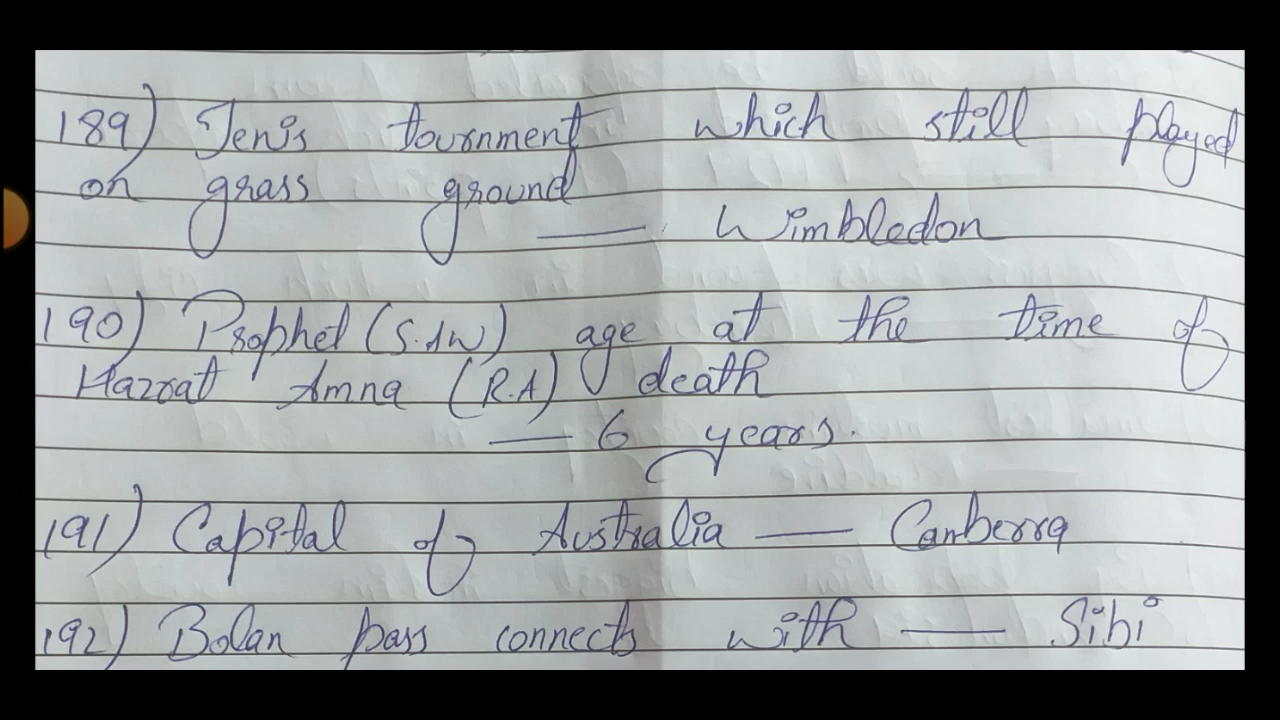 189) Tenis tournment which still played
on grass ground
— Wimbledon
190) Prophet (S.AW) age at the time of
Hazrat Amna (R.A) death
— 6 years.
191) Capital of Australia — Canberra
192) Bolan pass connects with — Sibi